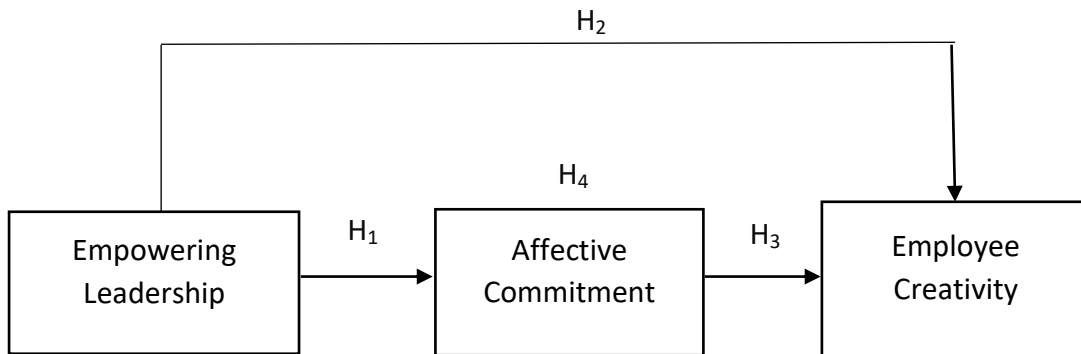 H₂
H₄
Empowering
Leadership
H₁
Affective
Commitment
H₃
Employee
Creativity